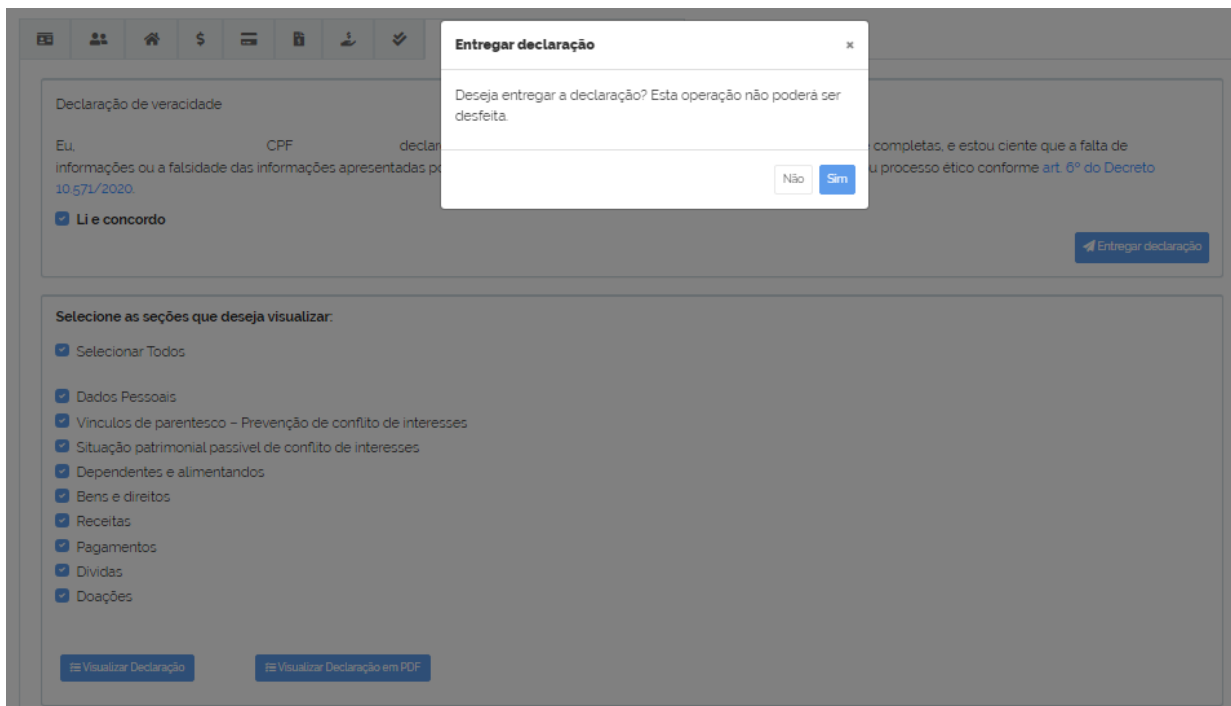 Entregar declaração ×
Deseja entregar a declaração? Esta operação não poderá ser
desfeita.
Não Sim
Declaração de veracidade
Eu, CPF declar completas, e estou ciente que a falta de
informações ou a falsidade das informações apresentadas po u processo ético conforme art. 6º do Decreto
10.571/2020.
Li e concordo
Entregar declaração
Selecione as seções que deseja visualizar:
Selecionar Todos
Dados Pessoais
Vínculos de parentesco – Prevenção de conflito de interesses
Situação patrimonial passível de conflito de interesses
Dependentes e alimentandos
Bens e direitos
Receitas
Pagamentos
Dívidas
Doações
Visualizar Declaração Visualizar Declaração em PDF